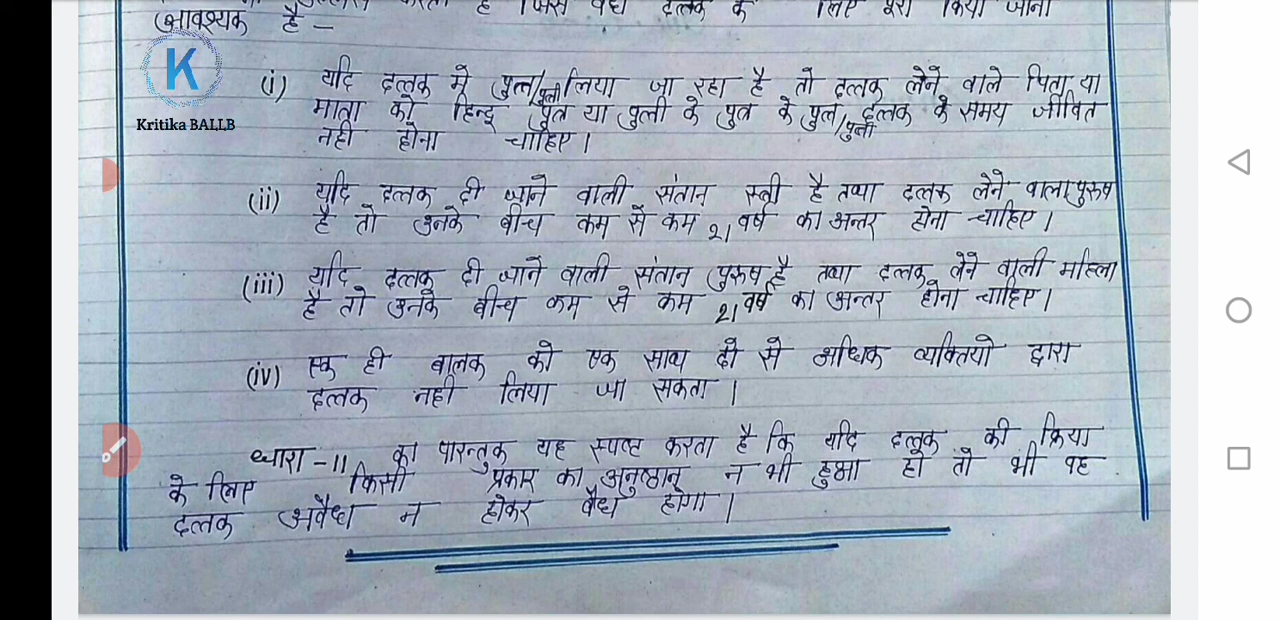 आवश्यक है –
K
Kritika BALLB
(i) यदि दत्तक मे पुत्र/पुत्री लिया जा रहा है तो दत्तक लेने वाले पिता या
माता को हिन्दू पुत्र या पुत्री के पुत्र के पुत्र/पुत्री दत्तक के समय जीवित
नही होना चाहिए।
(ii) यदि दत्तक दी जाने वाली संतान स्त्री है तथा दत्तक लेने वाला पुरुष
है तो उनके बीच कम से कम 21 वर्ष का अन्तर होना चाहिए।
(iii) यदि दत्तक दी जाने वाली संतान पुरुष है तथा दत्तक लेने वाली महिला
है तो उनके बीच कम से कम 21 वर्ष का अन्तर होना चाहिए।
(iv) एक ही बालक को एक साथ दो से अधिक व्यक्तियो द्वारा
दत्तक नही लिया जा सकता।
धारा -11 का पारन्तुक यह स्पष्ट करता है कि यदि दत्तक की क्रिया
के लिए किसी प्रकार का अनुष्ठान न भी हुआ हो तो भी वह
दत्तक अवैध न होकर वैध होगा।